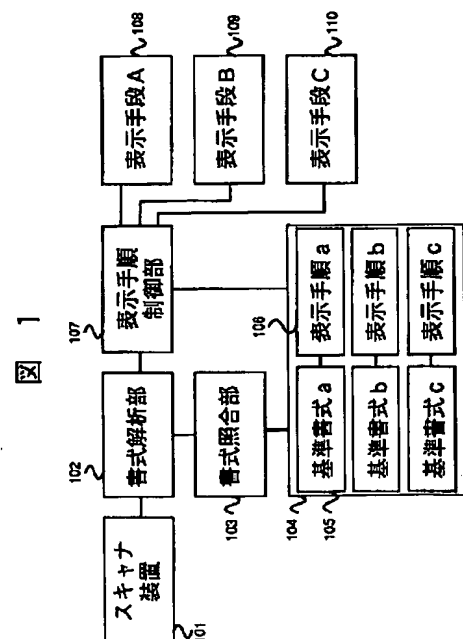 図 1
101
スキャナ
装置
102
書式解析部
103
書式照合部
104
105
基準書式a
基準書式b
基準書式c
106
表示手順a
表示手順b
表示手順c
107
表示手順
制御部
108
表示手段A
109
表示手段B
110
表示手段C